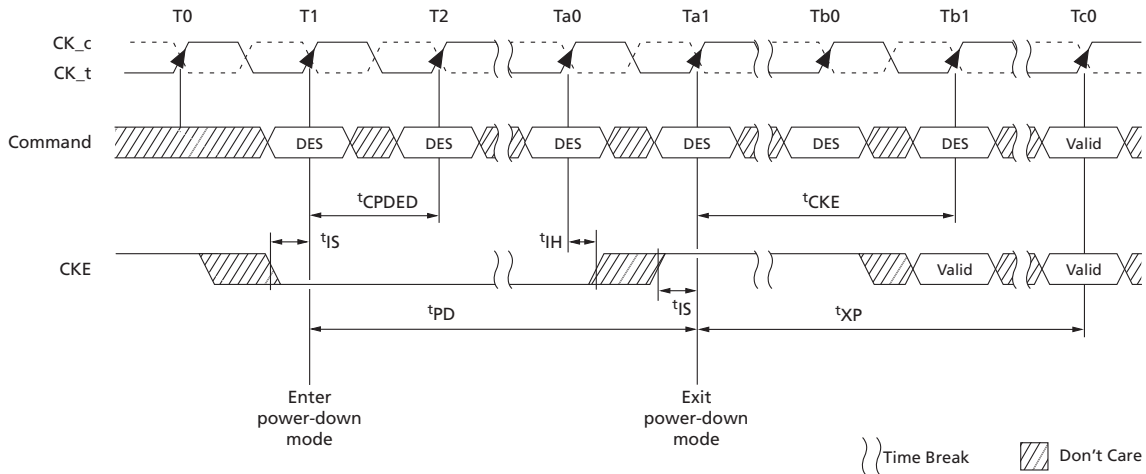 T0 T1 T2 Ta0 Ta1 Tb0 Tb1 Tc0
CK_c
CK_t
Command DES DES DES DES DES DES Valid
tCPDED tCKE
tIS tIH
CKE Valid Valid
tIS
tPD tXP
Enter
power-down
mode
Exit
power-down
mode
Time Break Don't Care